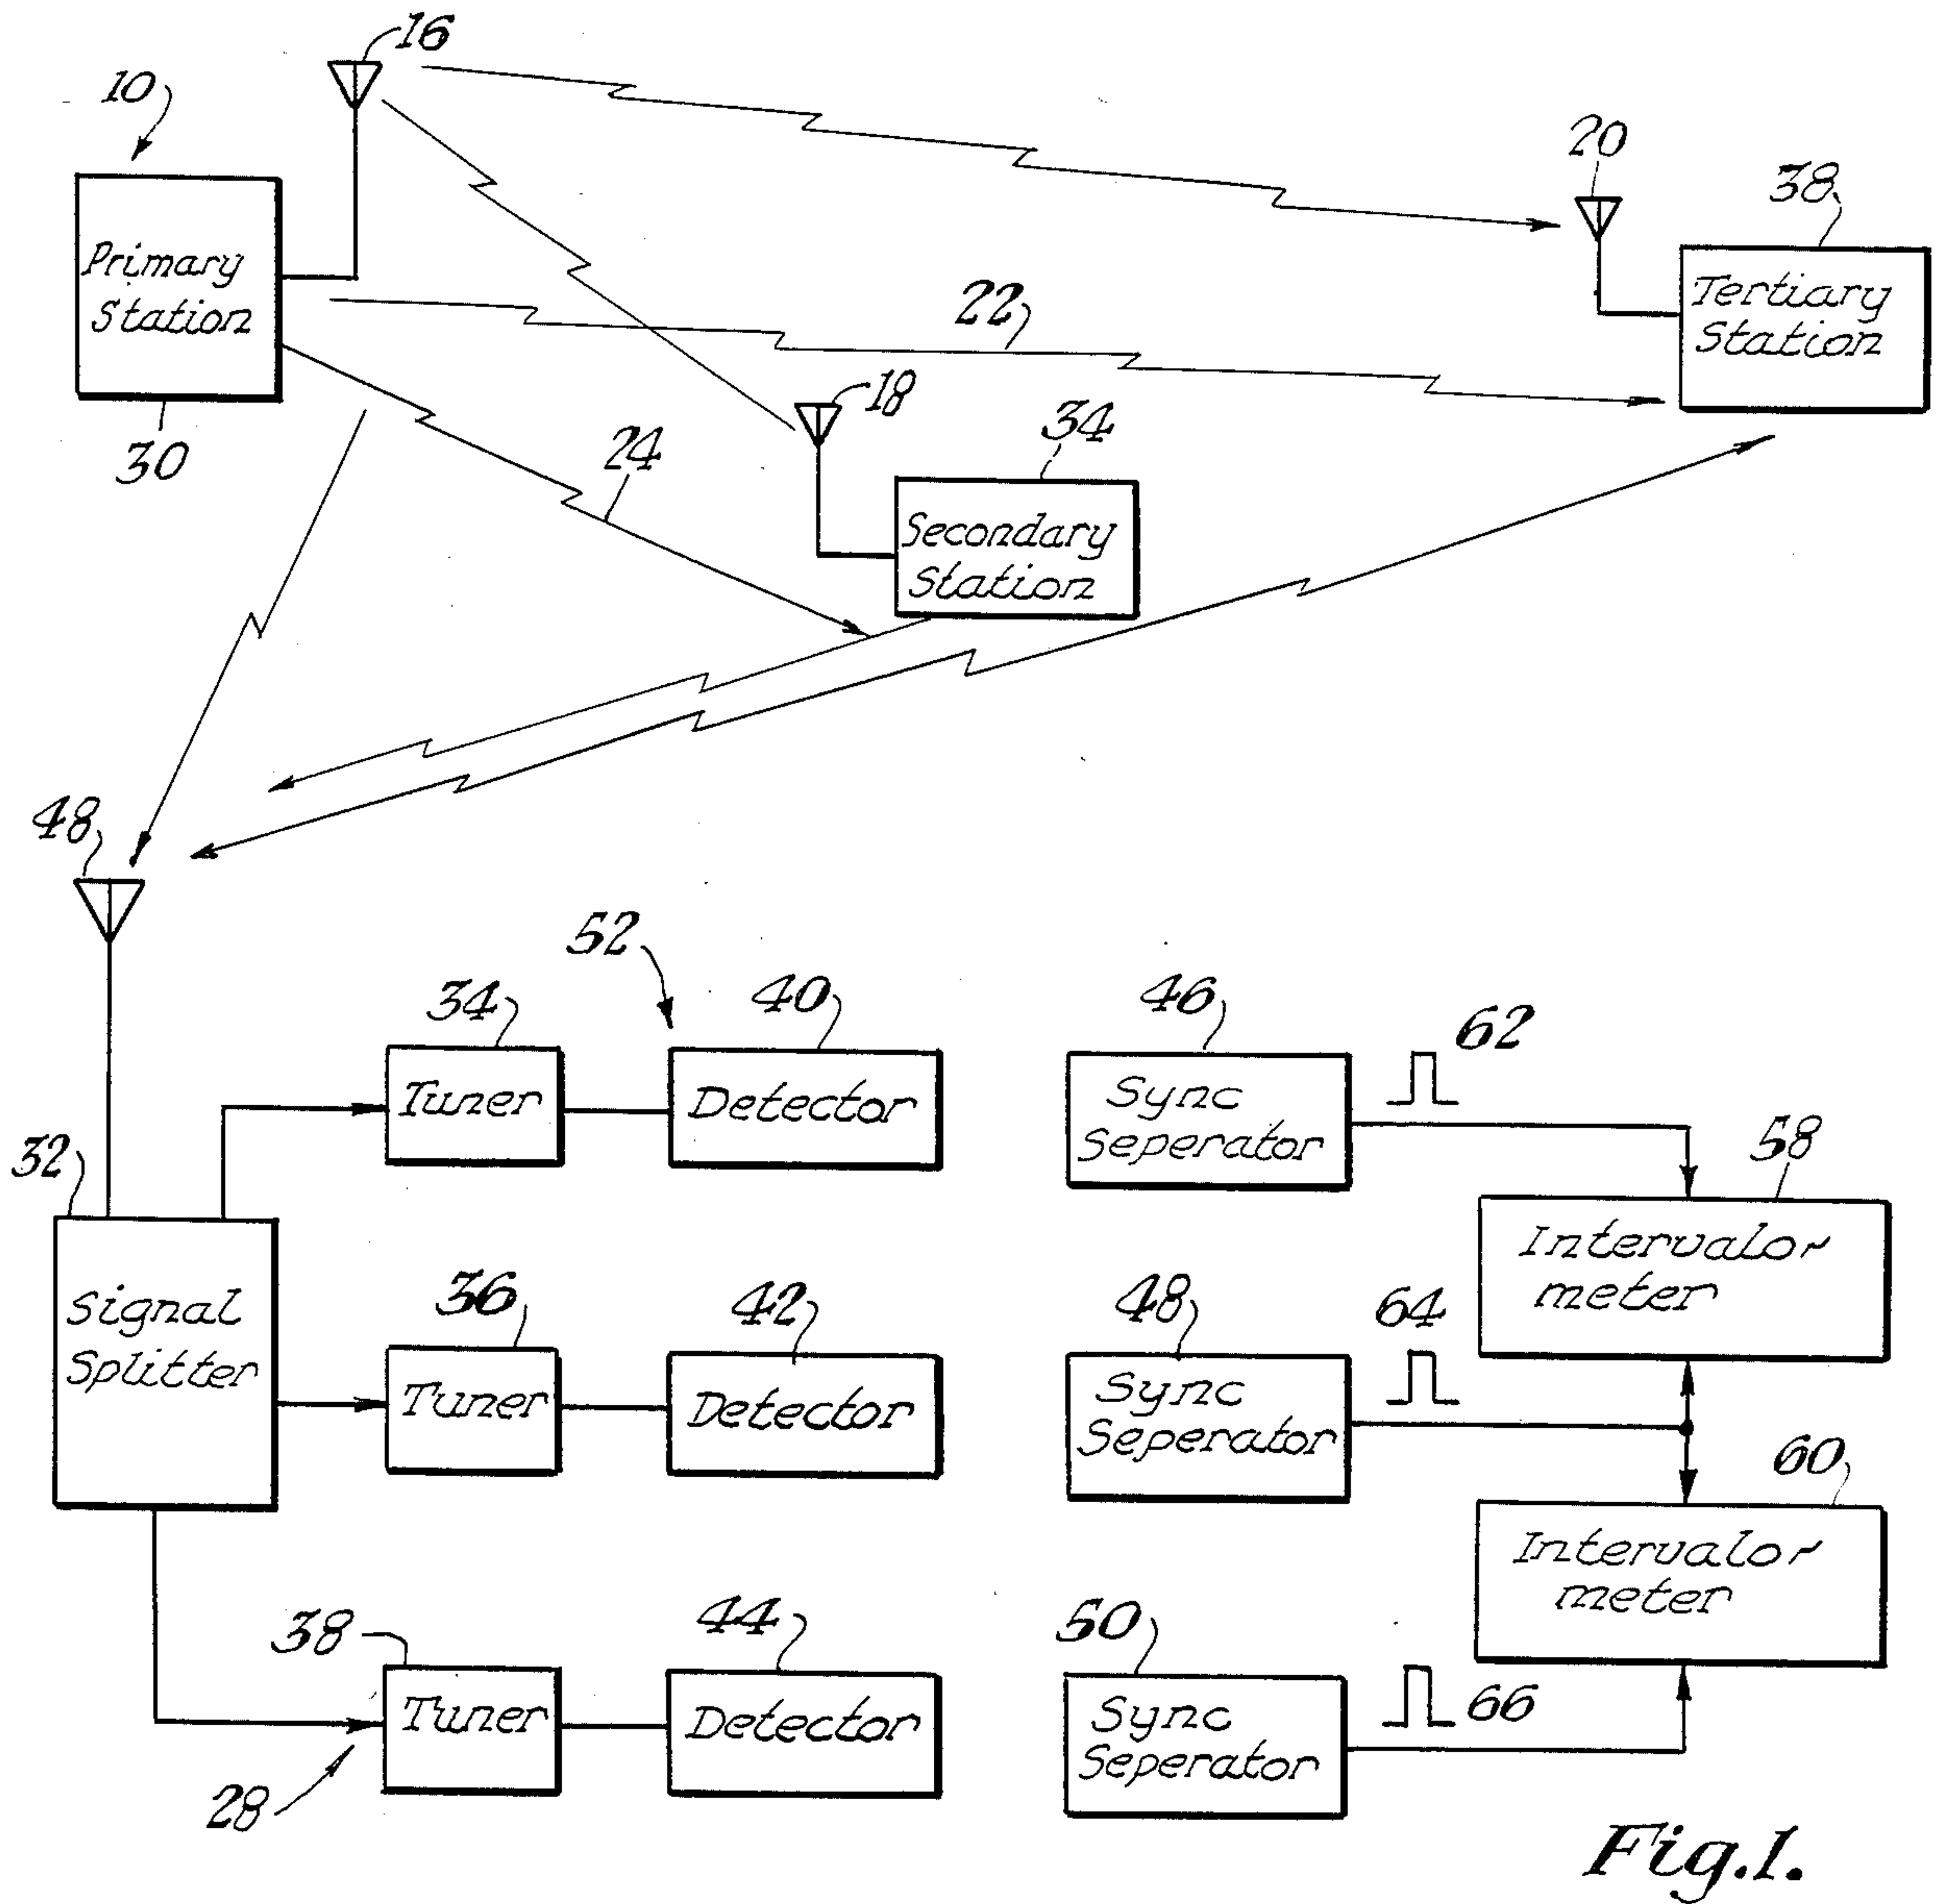 16
10
20
38
Primary
Station
Tertiary
Station
22
18
34
30
24
Secondary
Station
48
52
34
40
46
62
Tuner
Detector
Sync
Seperator
58
32
Intervalor
meter
Signal
Splitter
36
42
48
64
Tuner
Detector
Sync
Seperator
60
Intervalor
meter
38
44
50
Tuner
Detector
Sync
Seperator
66
28
Fig.1.